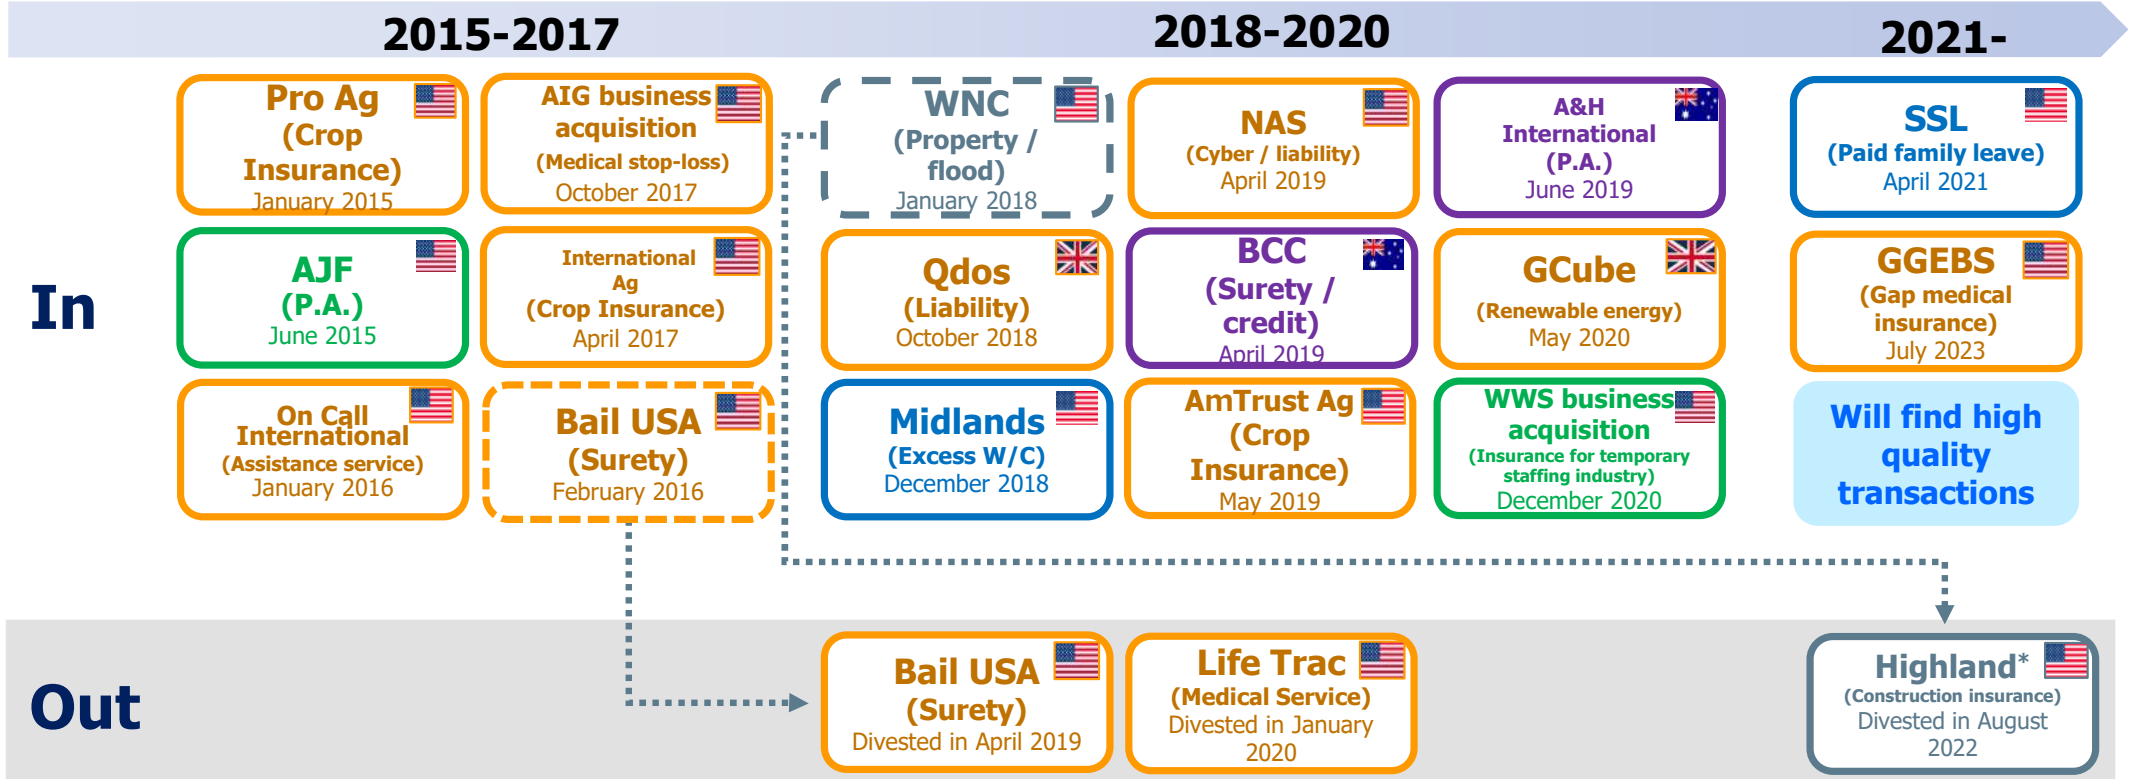 2015-2017
2018-2020
2021-
In
Pro Ag
(Crop
Insurance)
January 2015
AIG business
acquisition
(Medical stop-loss)
October 2017
WNC
(Property /
flood)
January 2018
NAS
(Cyber / liability)
April 2019
A&H
International
(P.A.)
June 2019
SSL
(Paid family leave)
April 2021
AJF
(P.A.)
June 2015
International
Ag
(Crop Insurance)
April 2017
Qdos
(Liability)
October 2018
BCC
(Surety /
credit)
April 2019
GCube
(Renewable energy)
May 2020
GGEBS
(Gap medical
insurance)
July 2023
On Call
International
(Assistance service)
January 2016
Bail USA
(Surety)
February 2016
Midlands
(Excess W/C)
December 2018
AmTrust Ag
(Crop
Insurance)
May 2019
WWS business
acquisition
(Insurance for temporary
staffing industry)
December 2020
Will find high
quality
transactions
Out
Bail USA
(Surety)
Divested in April 2019
Life Trac
(Medical Service)
Divested in January
2020
Highland*
(Construction insurance)
Divested in August
2022